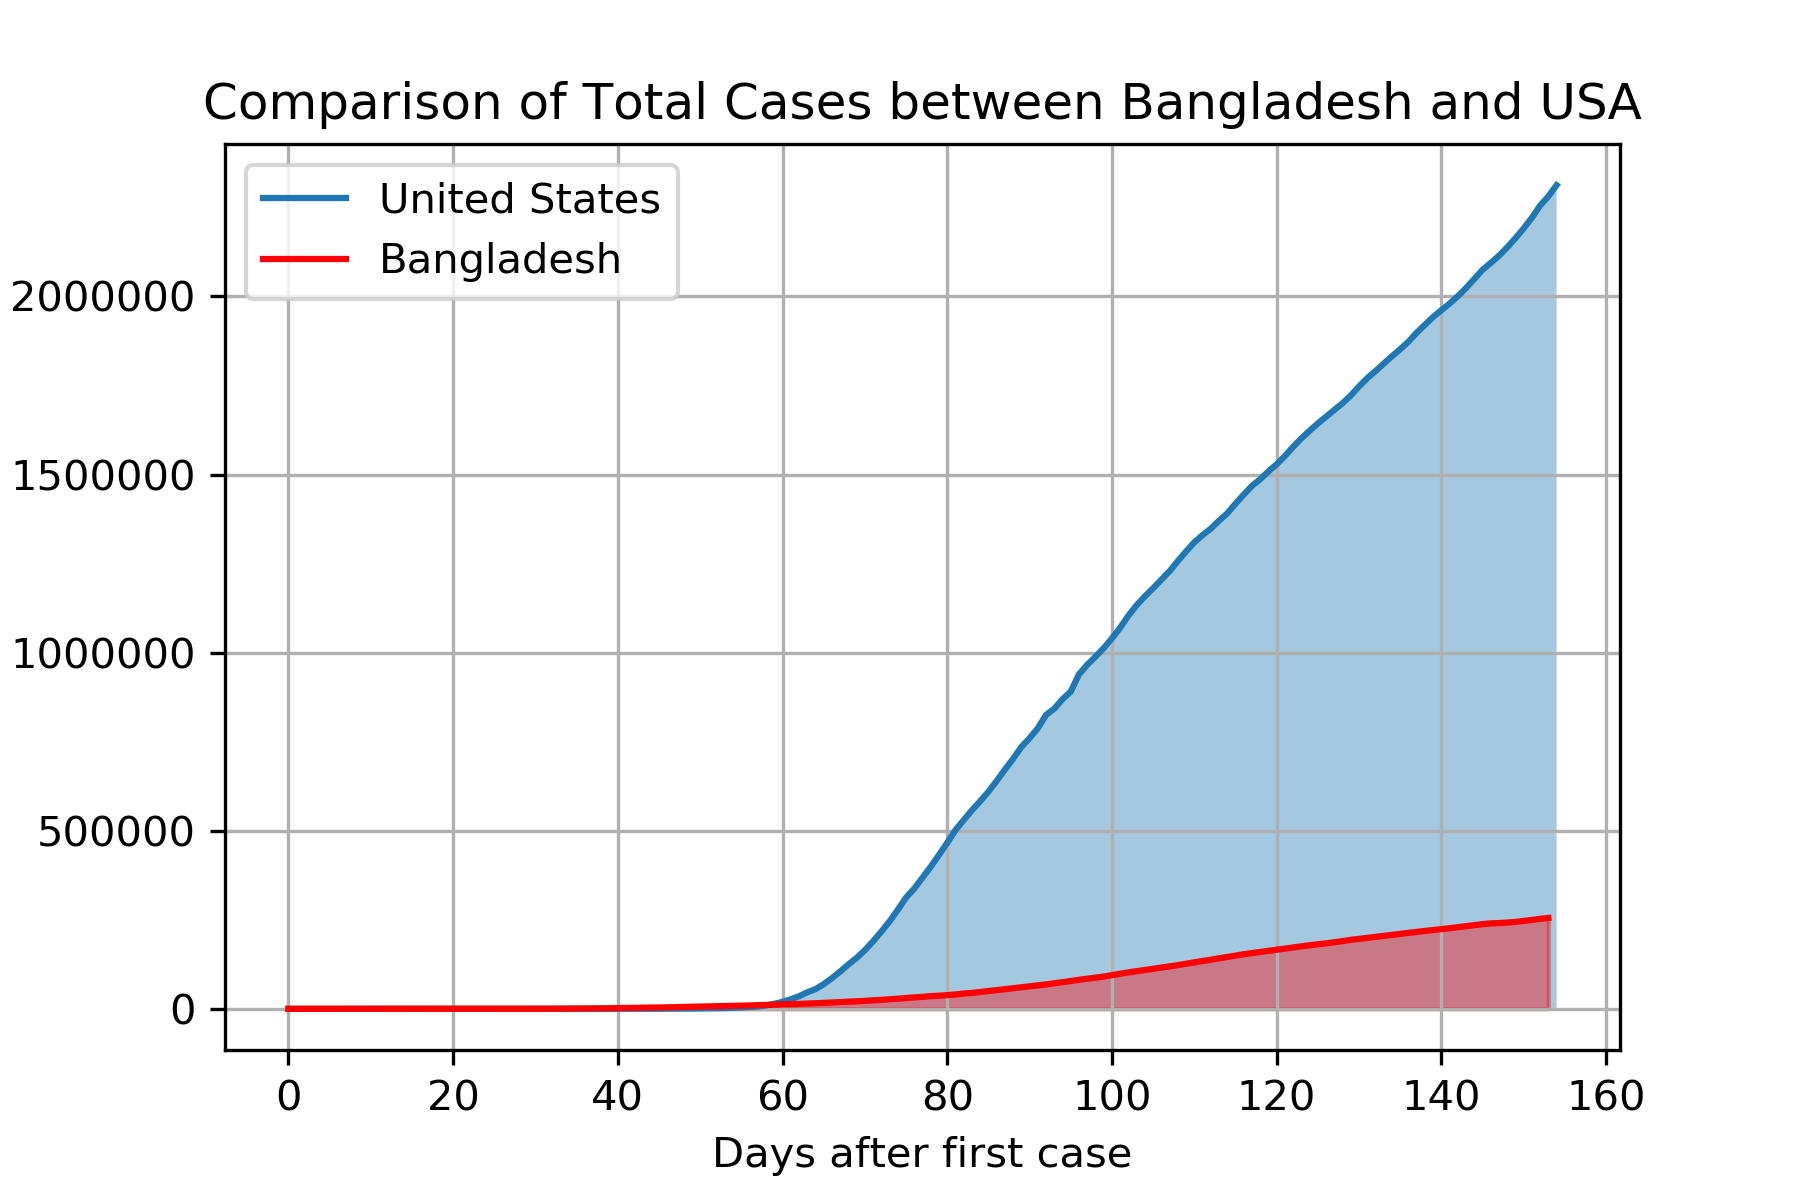 Comparison of Total Cases between Bangladesh and USA
United States
Bangladesh
2000000
1500000
1000000
500000
0
0 20 40 60 80 100 120 140 160
Days after first case